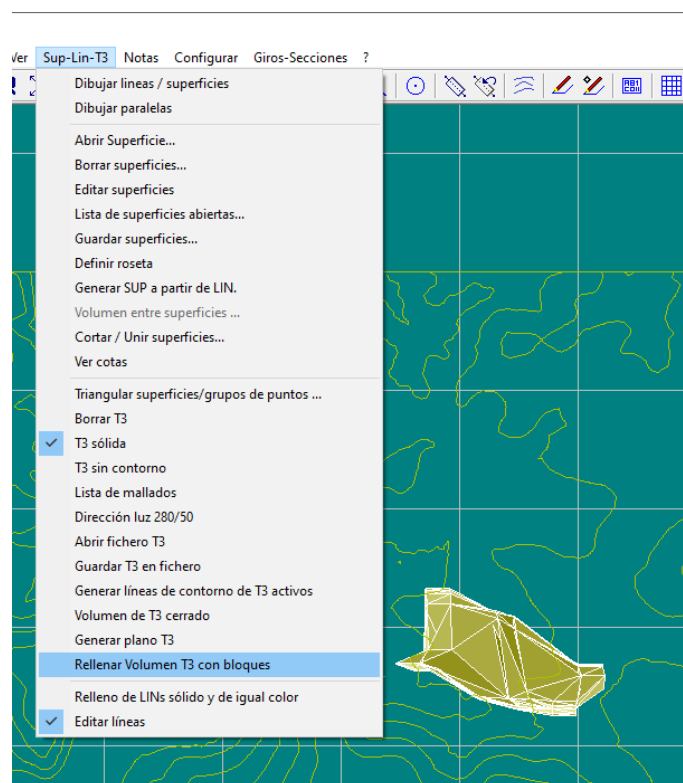 Ver Sup-Lin-T3 Notas Configurar Giros-Secciones ?
Dibujar lineas / superficies
Dibujar paralelas
Abrir Superficie...
Borrar superficies...
Editar superficies
Lista de superficies abiertas...
Guardar superficies...
Definir roseta
Generar SUP a partir de LIN.
Volumen entre superficies ...
Cortar / Unir superficies...
Ver cotas
Triangular superficies/grupos de puntos ...
Borrar T3
T3 sólida
T3 sin contorno
Lista de mallados
Dirección luz 280/50
Abrir fichero T3
Guardar T3 en fichero
Generar líneas de contorno de T3 activos
Volumen de T3 cerrado
Generar plano T3
Rellenar Volumen T3 con bloques
Relleno de LINs sólido y de igual color
Editar líneas